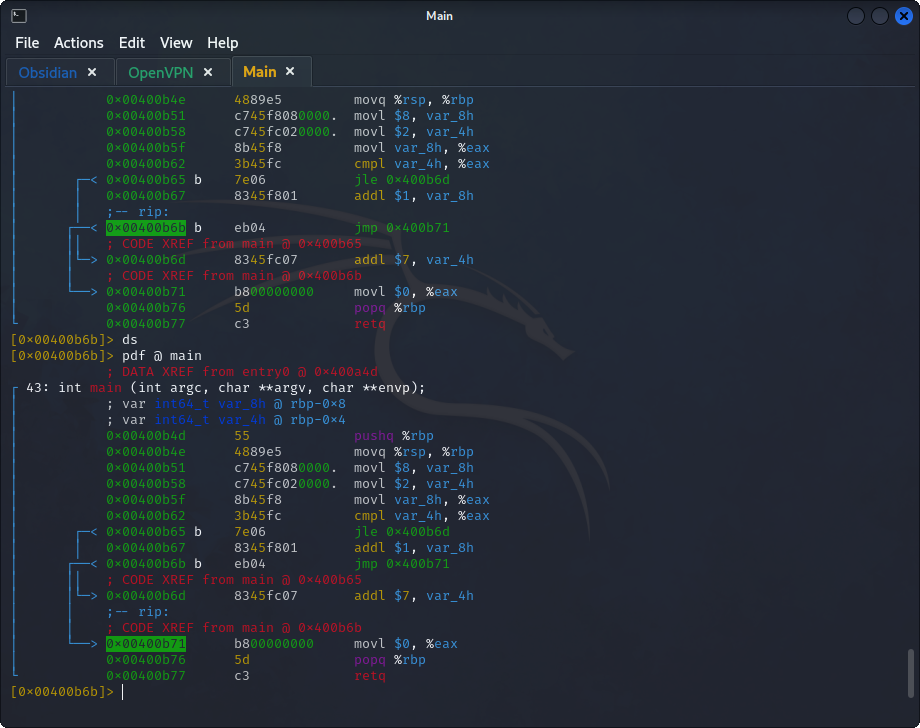 Main
File Actions Edit View Help
Obsidian × OpenVPN × Main ×
0×00400b4e 4889e5 movq %rsp, %rbp
0×00400b51 c745f8080000. movl $8, var_8h
0×00400b58 c745fc020000. movl $2, var_4h
0×00400b5f 8b45f8 movl var_8h, %eax
0×00400b62 3b45fc cmpl var_4h, %eax
0×00400b65 b 7e06 jle 0×400b6d
0×00400b67 8345f801 addl $1, var_8h
;-- rip:
0×00400b6b b eb04 jmp 0×400b71
; CODE XREF from main @ 0×400b65
0×00400b6d 8345fc07 addl $7, var_4h
; CODE XREF from main @ 0×400b6b
0×00400b71 b800000000 movl $0, %eax
0×00400b76 5d popq %rbp
0×00400b77 c3 retq
[0×00400b6b]> ds
[0×00400b6b]> pdf @ main
; DATA XREF from entry0 @ 0×400a4d
43: int main (int argc, char **argv, char **envp);
; var int64_t var_8h @ rbp-0×8
; var int64_t var_4h @ rbp-0×4
0×00400b4d 55 pushq %rbp
0×00400b4e 4889e5 movq %rsp, %rbp
0×00400b51 c745f8080000. movl $8, var_8h
0×00400b58 c745fc020000. movl $2, var_4h
0×00400b5f 8b45f8 movl var_8h, %eax
0×00400b62 3b45fc cmpl var_4h, %eax
0×00400b65 b 7e06 jle 0×400b6d
0×00400b67 8345f801 addl $1, var_8h
0×00400b6b b eb04 jmp 0×400b71
; CODE XREF from main @ 0×400b65
0×00400b6d 8345fc07 addl $7, var_4h
;-- rip:
; CODE XREF from main @ 0×400b6b
0×00400b71 b800000000 movl $0, %eax
0×00400b76 5d popq %rbp
0×00400b77 c3 retq
[0×00400b6b]>